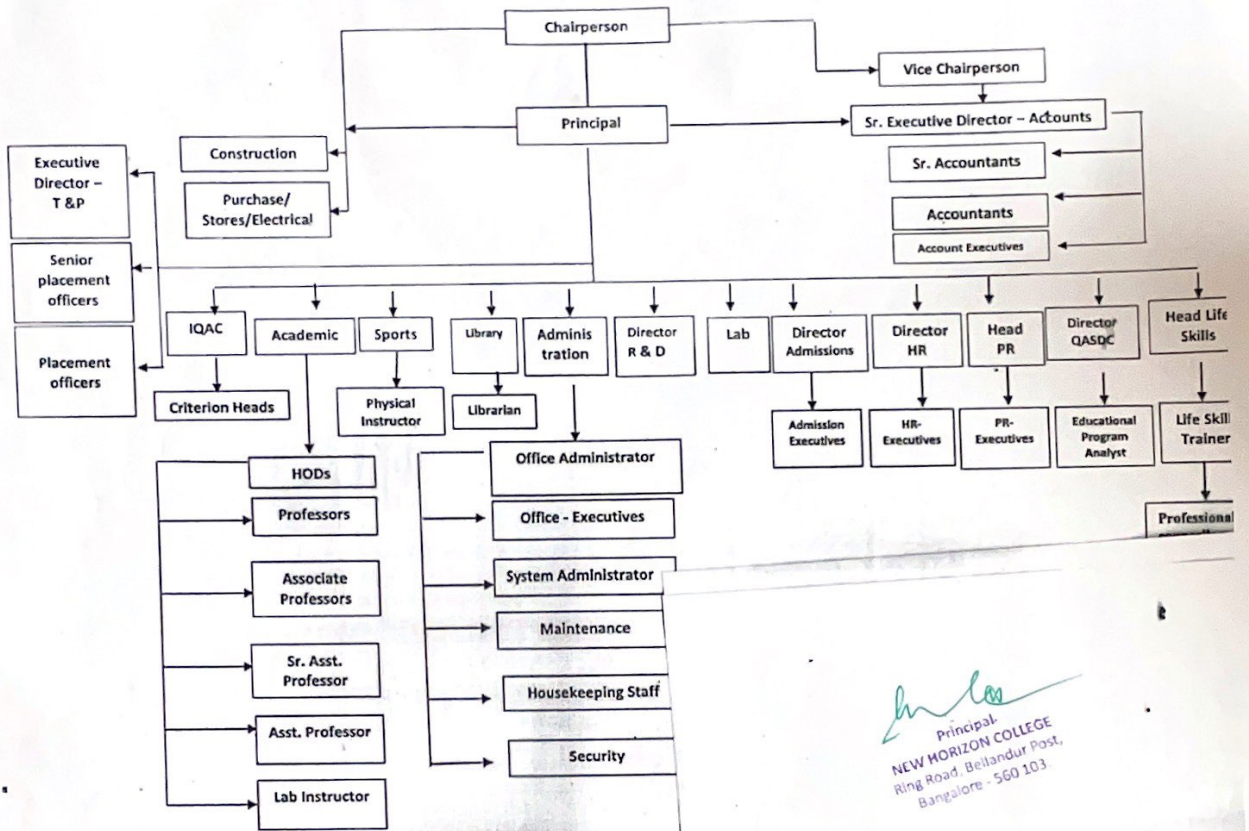 Chairperson
Vice Chairperson
Principal
Sr. Executive Director – Accounts
Construction
Sr. Accountants
Executive
Director –
T &P
Purchase/
Stores/Electrical
Accountants
Account Executives
Senior
placement
officers
Placement
officers
IQAC
Academic
Sports
Library
Adminis
tration
Director
R & D
Lab
Director
Admissions
Director
HR
Head
PR
Director
QASDC
Head Life
Skills
Criterion Heads
Physical
Instructor
Librarian
Admission
Executives
HR-
Executives
PR-
Executives
Educational
Program
Analyst
Life Skill
Trainer
Professional
HODs
Professors
Associate
Professors
Sr. Asst.
Professor
Asst. Professor
Lab Instructor
Office Administrator
Office - Executives
System Administrator
Maintenance
Housekeeping Staff
Security
Principal
NEW HORIZON COLLEGE
Ring Road, Bellandur Post,
Bangalore - 560 103.